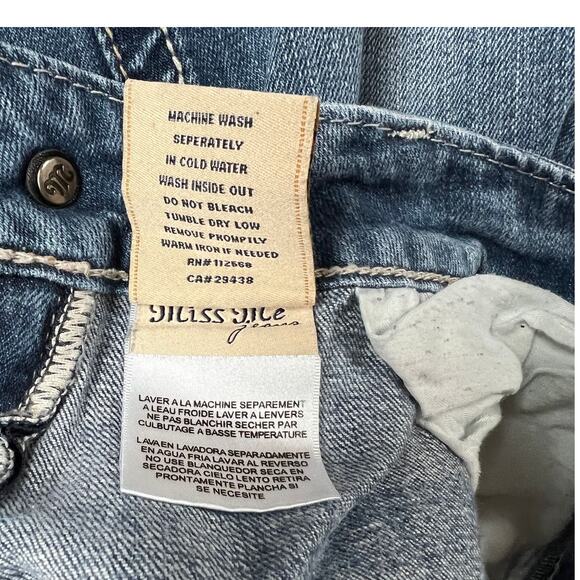 MACHINE WASH
SEPERATELY
IN COLD WATER
WASH INSIDE OUT
DO NOT BLEACH
TUMBLE DRY LOW
REMOVE PROMPTLY
WARM IRON IF NEEDED
RN# 112668
CA# 29438
Miss Me
jeans
LAVER A LA MACHINE SEPAREMENT
A LEAU FROIDE LAVER A LENVERS
NE PAS BLANCHIR SECHER PAR
CULBUTAGE A BASSE TEMPERATURE
LAVA EN LAVADORA SEPARADAMENTE
EN AGUA FRIA LAVAR AL REVERSO
NO USE BLANQUEDOR SECA EN
SECADORA CIELO LENTO RETIRA
PRONTAMENTE PLANCHA SI
SE NECESITE
M